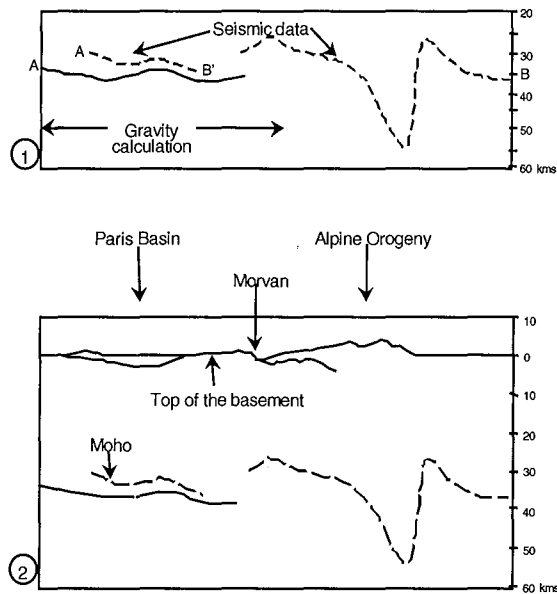 20
Seismic data
A
30
A
B'
B
40
Gravity
calculation
50
1
60 kms
Paris Basin
Alpine Orogeny
Morvan
10
0
Top of the basement
10
20
Moho
30
40
50
2
60 kms